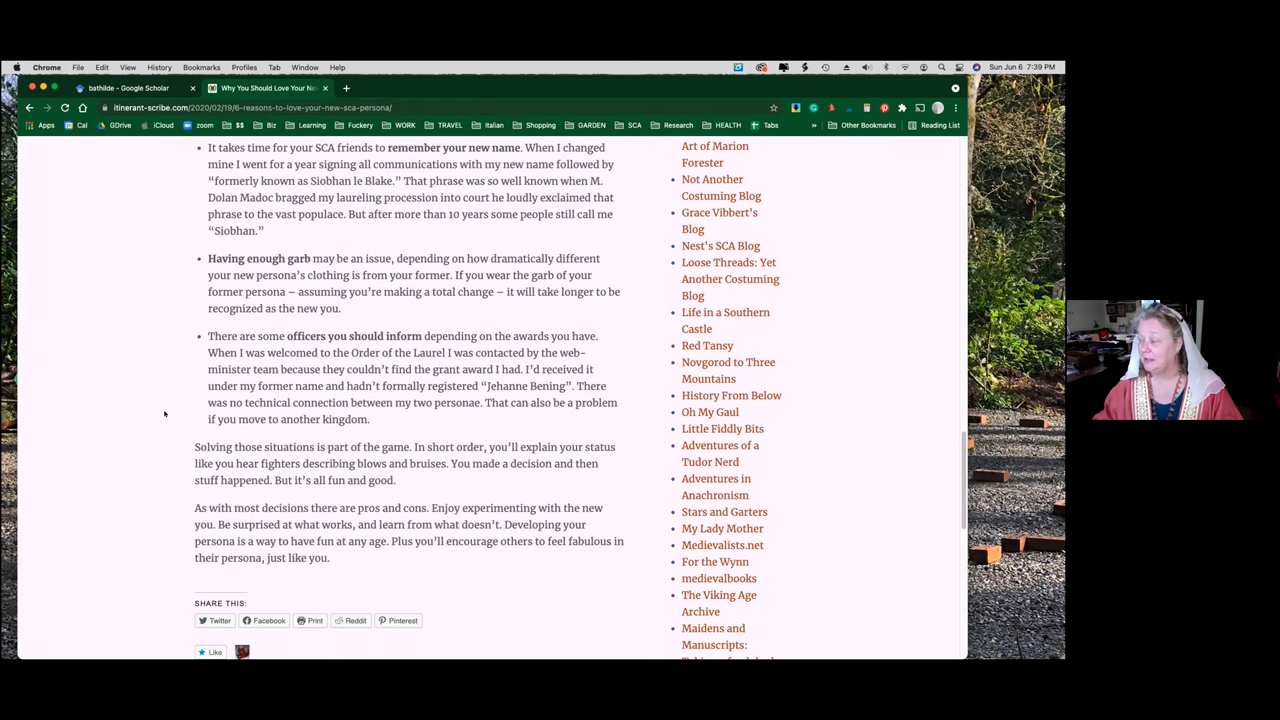 Chrome File Edit View History Bookmarks Profiles Tab Window Help
Sun Jun 6 7:39 PM
bathilde - Google Scholar
Why You Should Love Your Ne
itinerant-scribe.com/2020/02/19/6-reasons-to-love-your-new-sca-persona/
Apps Cal GDrive iCloud zoom $$ Biz Learning Fuckery WORK TRAVEL Italian Shopping GARDEN SCA Research HEALTH Tabs » Other Bookmarks Reading List
It takes time for your SCA friends to remember your new name. When I changed
mine I went for a year signing all communications with my new name followed by
“formerly known as Siobhan le Blake.” That phrase was so well known when M.
Dolan Madoc bragged my laureling procession into court he loudly exclaimed that
phrase to the vast populace. But after more than 10 years some people still call me
“Siobhan.”
Having enough garb may be an issue, depending on how dramatically different
your new persona’s clothing is from your former. If you wear the garb of your
former persona – assuming you’re making a total change – it will take longer to be
recognized as the new you.
There are some officers you should inform depending on the awards you have.
When I was welcomed to the Order of the Laurel I was contacted by the web-
minister team because they couldn’t find the grant award I had. I’d received it
under my former name and hadn’t formally registered “Jehanne Bening”. There
was no technical connection between my two personae. That can also be a problem
if you move to another kingdom.
Solving those situations is part of the game. In short order, you’ll explain your status
like you hear fighters describing blows and bruises. You made a decision and then
stuff happened. But it’s all fun and good.
As with most decisions there are pros and cons. Enjoy experimenting with the new
you. Be surprised at what works, and learn from what doesn’t. Developing your
persona is a way to have fun at any age. Plus you’ll encourage others to feel fabulous in
their persona, just like you.
SHARE THIS:
Twitter Facebook Print Reddit Pinterest
Like
Art of Marion
Forester
Not Another
Costuming Blog
Grace Vibbert's
Blog
Nest's SCA Blog
Loose Threads: Yet
Another Costuming
Blog
Life in a Southern
Castle
Red Tansy
Novgorod to Three
Mountains
History From Below
Oh My Gaul
Little Fiddly Bits
Adventures of a
Tudor Nerd
Adventures in
Anachronism
Stars and Garters
My Lady Mother
Medievalists.net
For the Wynn
medievalbooks
The Viking Age
Archive
Maidens and
Manuscripts: